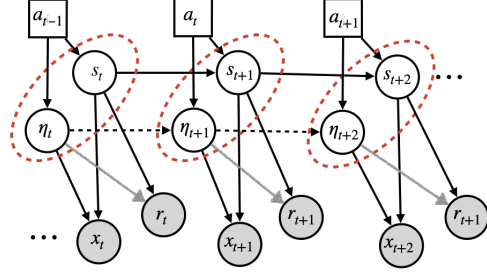 a_{t-1} a_t a_{t+1}
s_t s_{t+1} s_{t+2} ...
η_t η_{t+1} η_{t+2}
r_t r_{t+1} r_{t+1}
... x_t x_{t+1} x_{t+2}